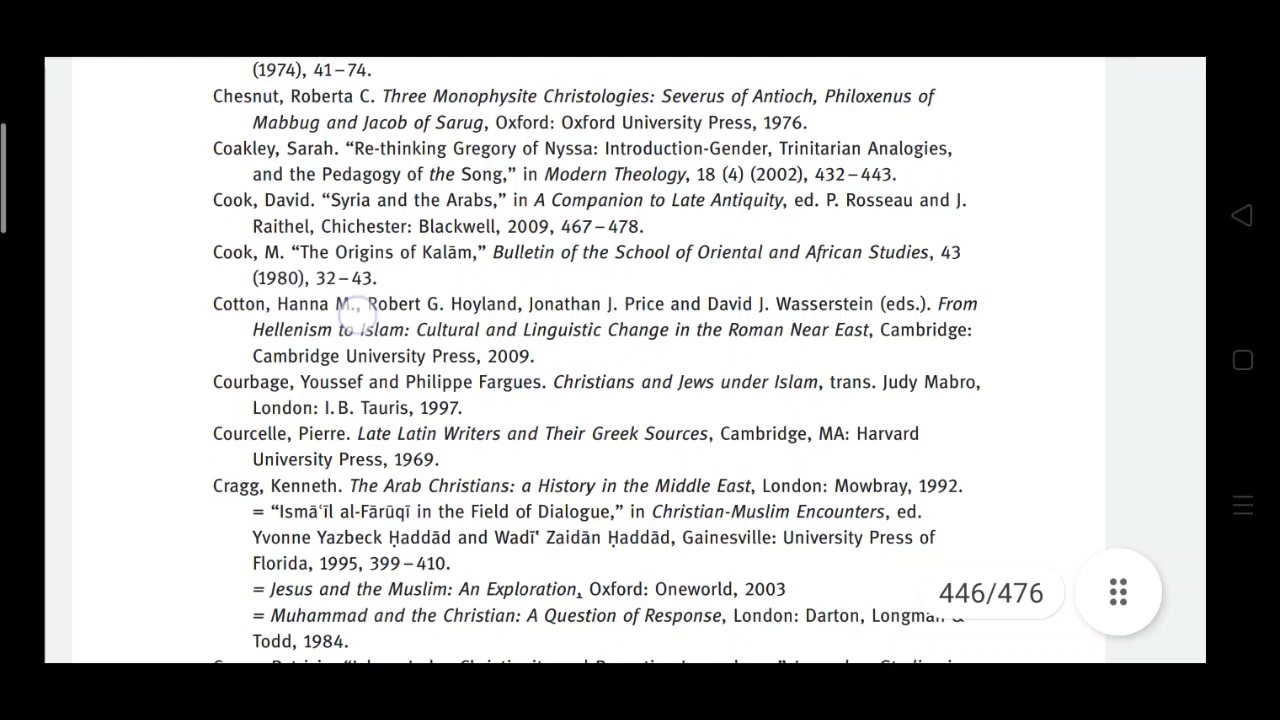 (1974), 41–74.
Chesnut, Roberta C. Three Monophysite Christologies: Severus of Antioch, Philoxenus of
Mabbug and Jacob of Sarug, Oxford: Oxford University Press, 1976.
Coakley, Sarah. “Re-thinking Gregory of Nyssa: Introduction-Gender, Trinitarian Analogies,
and the Pedagogy of the Song,” in Modern Theology, 18 (4) (2002), 432–443.
Cook, David. “Syria and the Arabs,” in A Companion to Late Antiquity, ed. P. Rosseau and J.
Raithel, Chichester: Blackwell, 2009, 467–478.
Cook, M. “The Origins of Kalām,” Bulletin of the School of Oriental and African Studies, 43
(1980), 32–43.
Cotton, Hanna M., Robert G. Hoyland, Jonathan J. Price and David J. Wasserstein (eds.). From
Hellenism to Islam: Cultural and Linguistic Change in the Roman Near East, Cambridge:
Cambridge University Press, 2009.
Courbage, Youssef and Philippe Fargues. Christians and Jews under Islam, trans. Judy Mabro,
London: I. B. Tauris, 1997.
Courcelle, Pierre. Late Latin Writers and Their Greek Sources, Cambridge, MA: Harvard
University Press, 1969.
Cragg, Kenneth. The Arab Christians: a History in the Middle East, London: Mowbray, 1992.
= “Ismāʿīl al-Fārūqī in the Field of Dialogue,” in Christian-Muslim Encounters, ed.
Yvonne Yazbeck Ḥaddād and Wadīʿ Zaidān Ḥaddād, Gainesville: University Press of
Florida, 1995, 399–410.
= Jesus and the Muslim: An Exploration, Oxford: Oneworld, 2003
= Muhammad and the Christian: A Question of Response, London: Darton, Longman &
Todd, 1984.
446/476